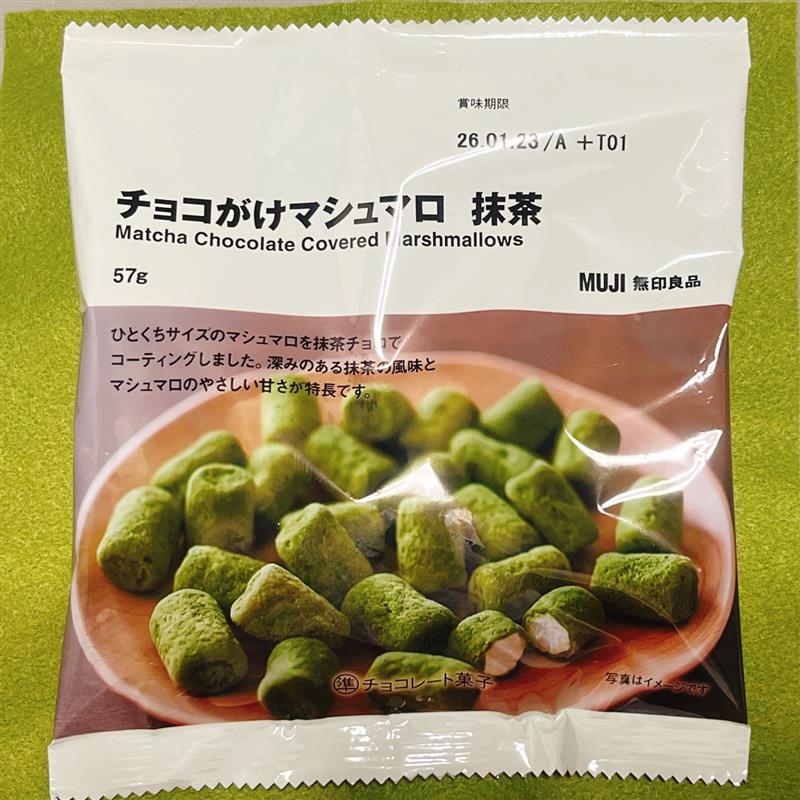 賞味期限
26.01.23/A +T01
チョコがけマシュマロ 抹茶
Matcha Chocolate Covered Marshmallows
57g
MUJI 無印良品
ひとくちサイズのマシュマロを抹茶チョコで
コーティングしました。深みのある抹茶の風味と
マシュマロのやさしい甘さが特長です。
㊜準 チョコレート菓子
写真はイメージです